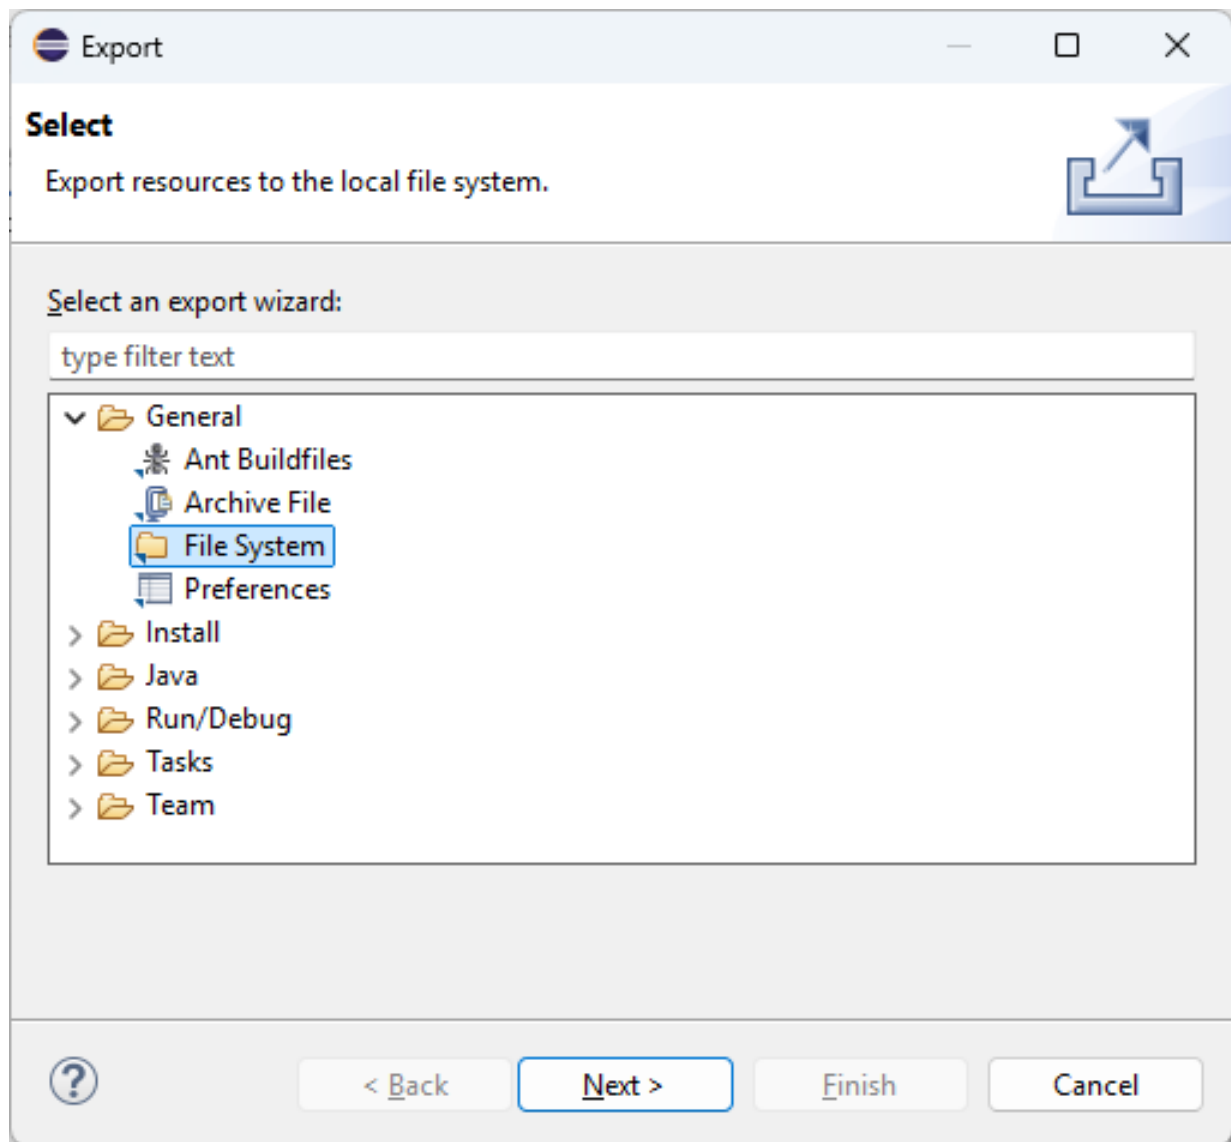 Export
Select
Export resources to the local file system.
Select an export wizard:
type filter text
General
Ant Buildfiles
Archive File
File System
Preferences
Install
Java
Run/Debug
Tasks
Team
?
< Back
Next >
Finish
Cancel